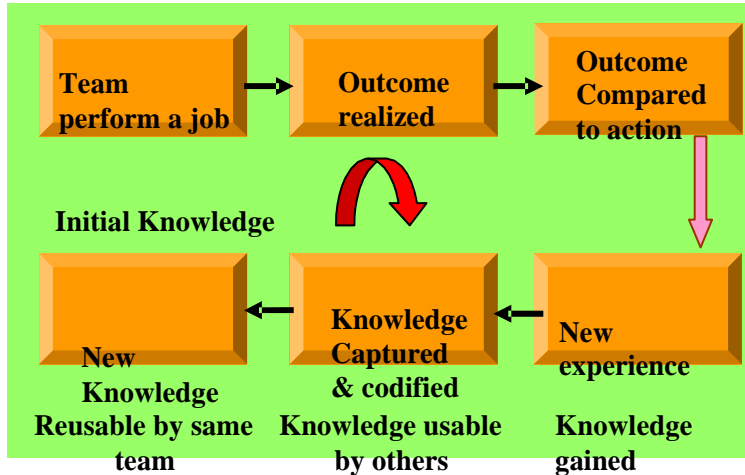 Team
perform a job
Outcome
realized
Outcome
Compared
to action
Initial Knowledge
New
Knowledge
Reusable by same
team
Knowledge
Captured
& codified
Knowledge usable
by others
New
experience
Knowledge
gained